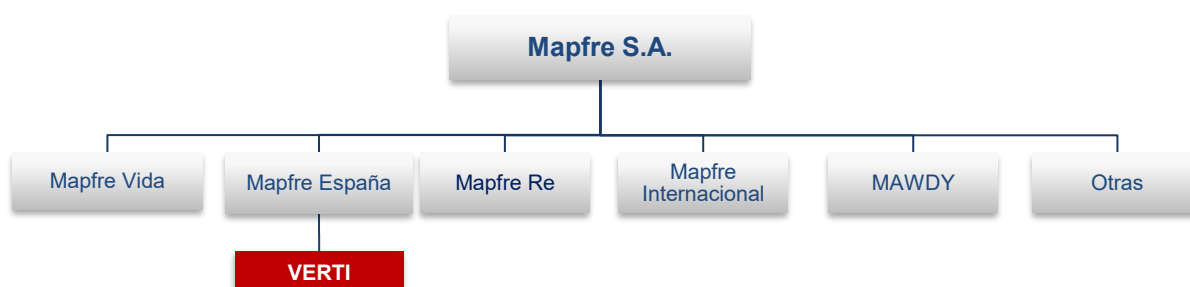 Mapfre S.A.
Mapfre Vida
Mapfre España
Mapfre Re
Mapfre
Internacional
MAWDY
Otras
VERTI